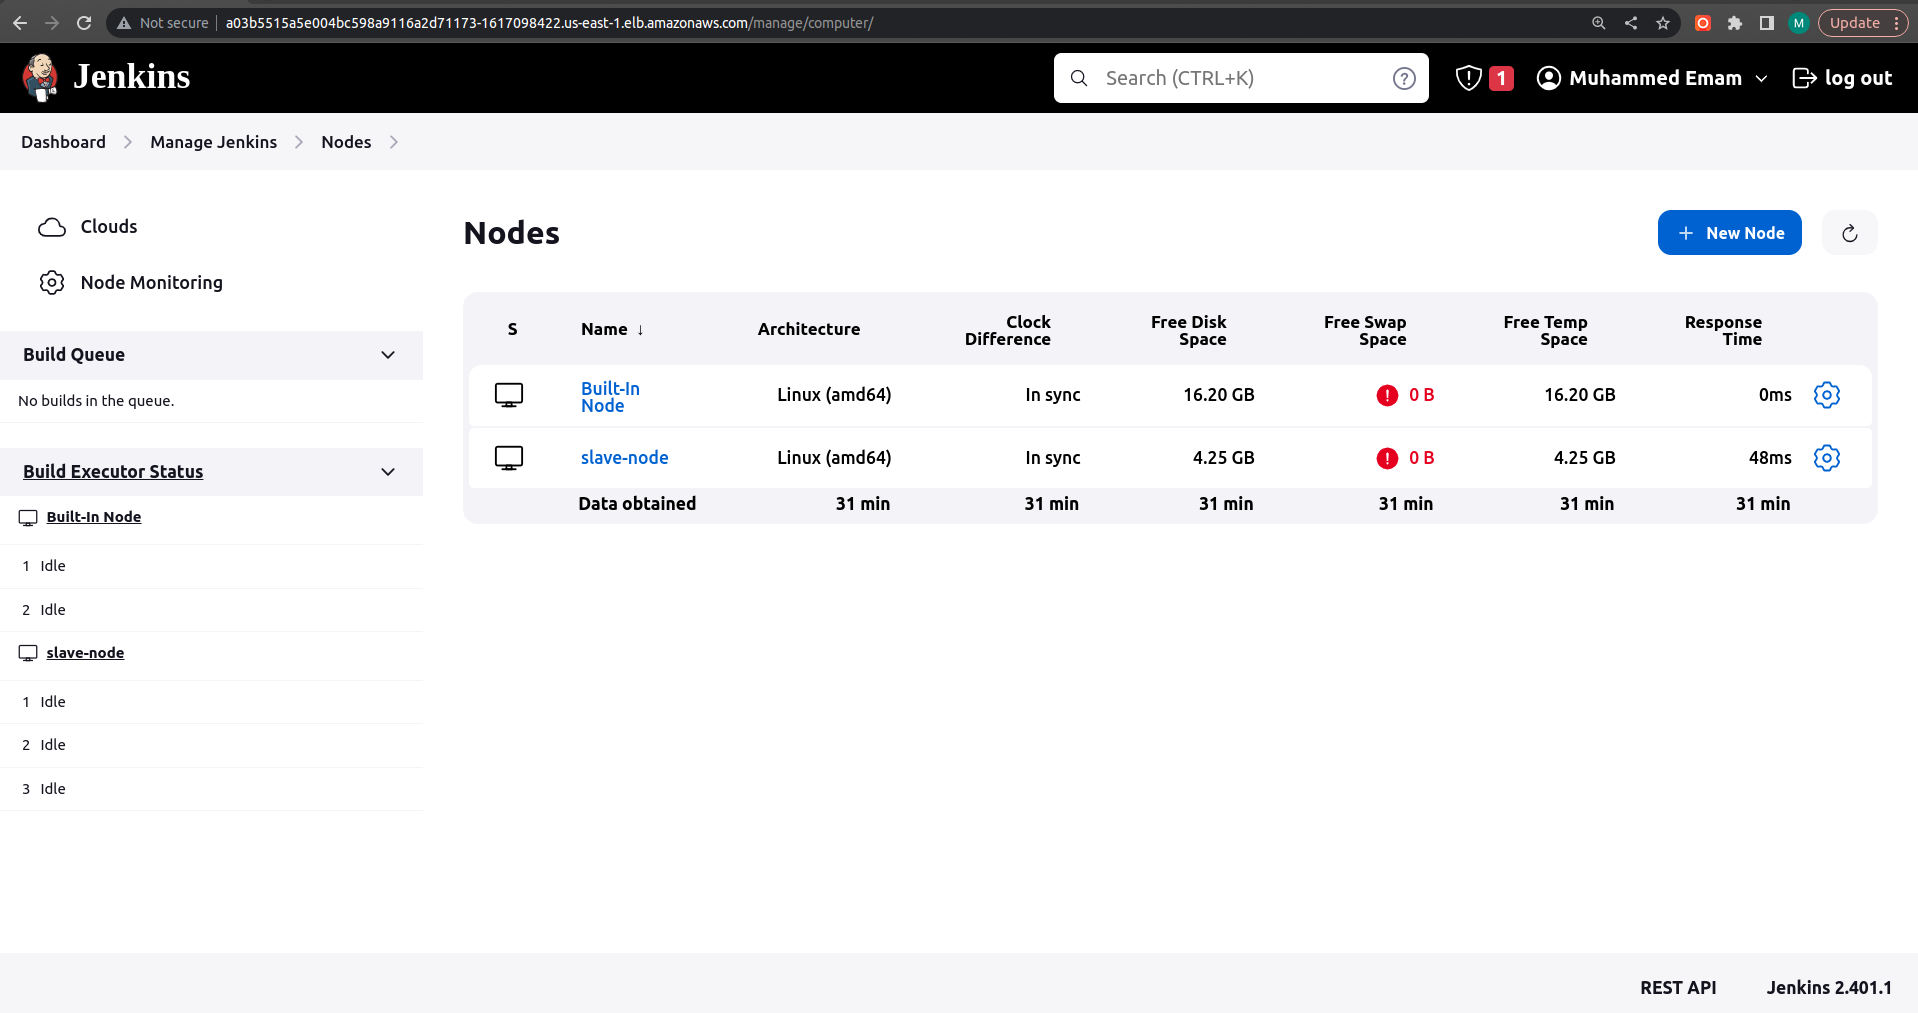 Not secure a03b5515a5e004bc598a9116a2d71173-1617098422.us-east-1.elb.amazonaws.com/manage/computer/ M Update
Jenkins Search (CTRL+K) ? 1 Muhammed Emam log out
Dashboard Manage Jenkins Nodes
Clouds
Node Monitoring
Build Queue
No builds in the queue.
Build Executor Status
Built-In Node
1 Idle
2 Idle
slave-node
1 Idle
2 Idle
3 Idle
Nodes
+ New Node
S Name ↓ Architecture Clock Difference Free Disk Space Free Swap Space Free Temp Space Response Time
Built-In Node Linux (amd64) In sync 16.20 GB ! 0 B 16.20 GB 0ms
slave-node Linux (amd64) In sync 4.25 GB ! 0 B 4.25 GB 48ms
Data obtained 31 min 31 min 31 min 31 min 31 min 31 min
REST API Jenkins 2.401.1